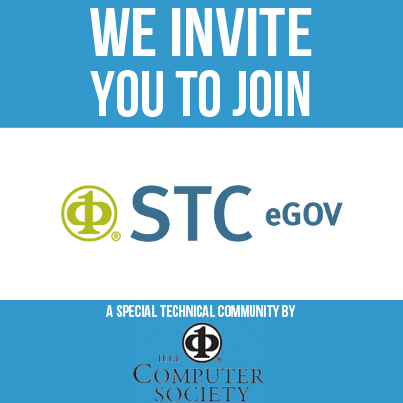 WE INVITE
YOU TO JOIN
® STC eGOV
A SPECIAL TECHNICAL COMMUNITY BY
IEEE ®
COMPUTER
SOCIETY